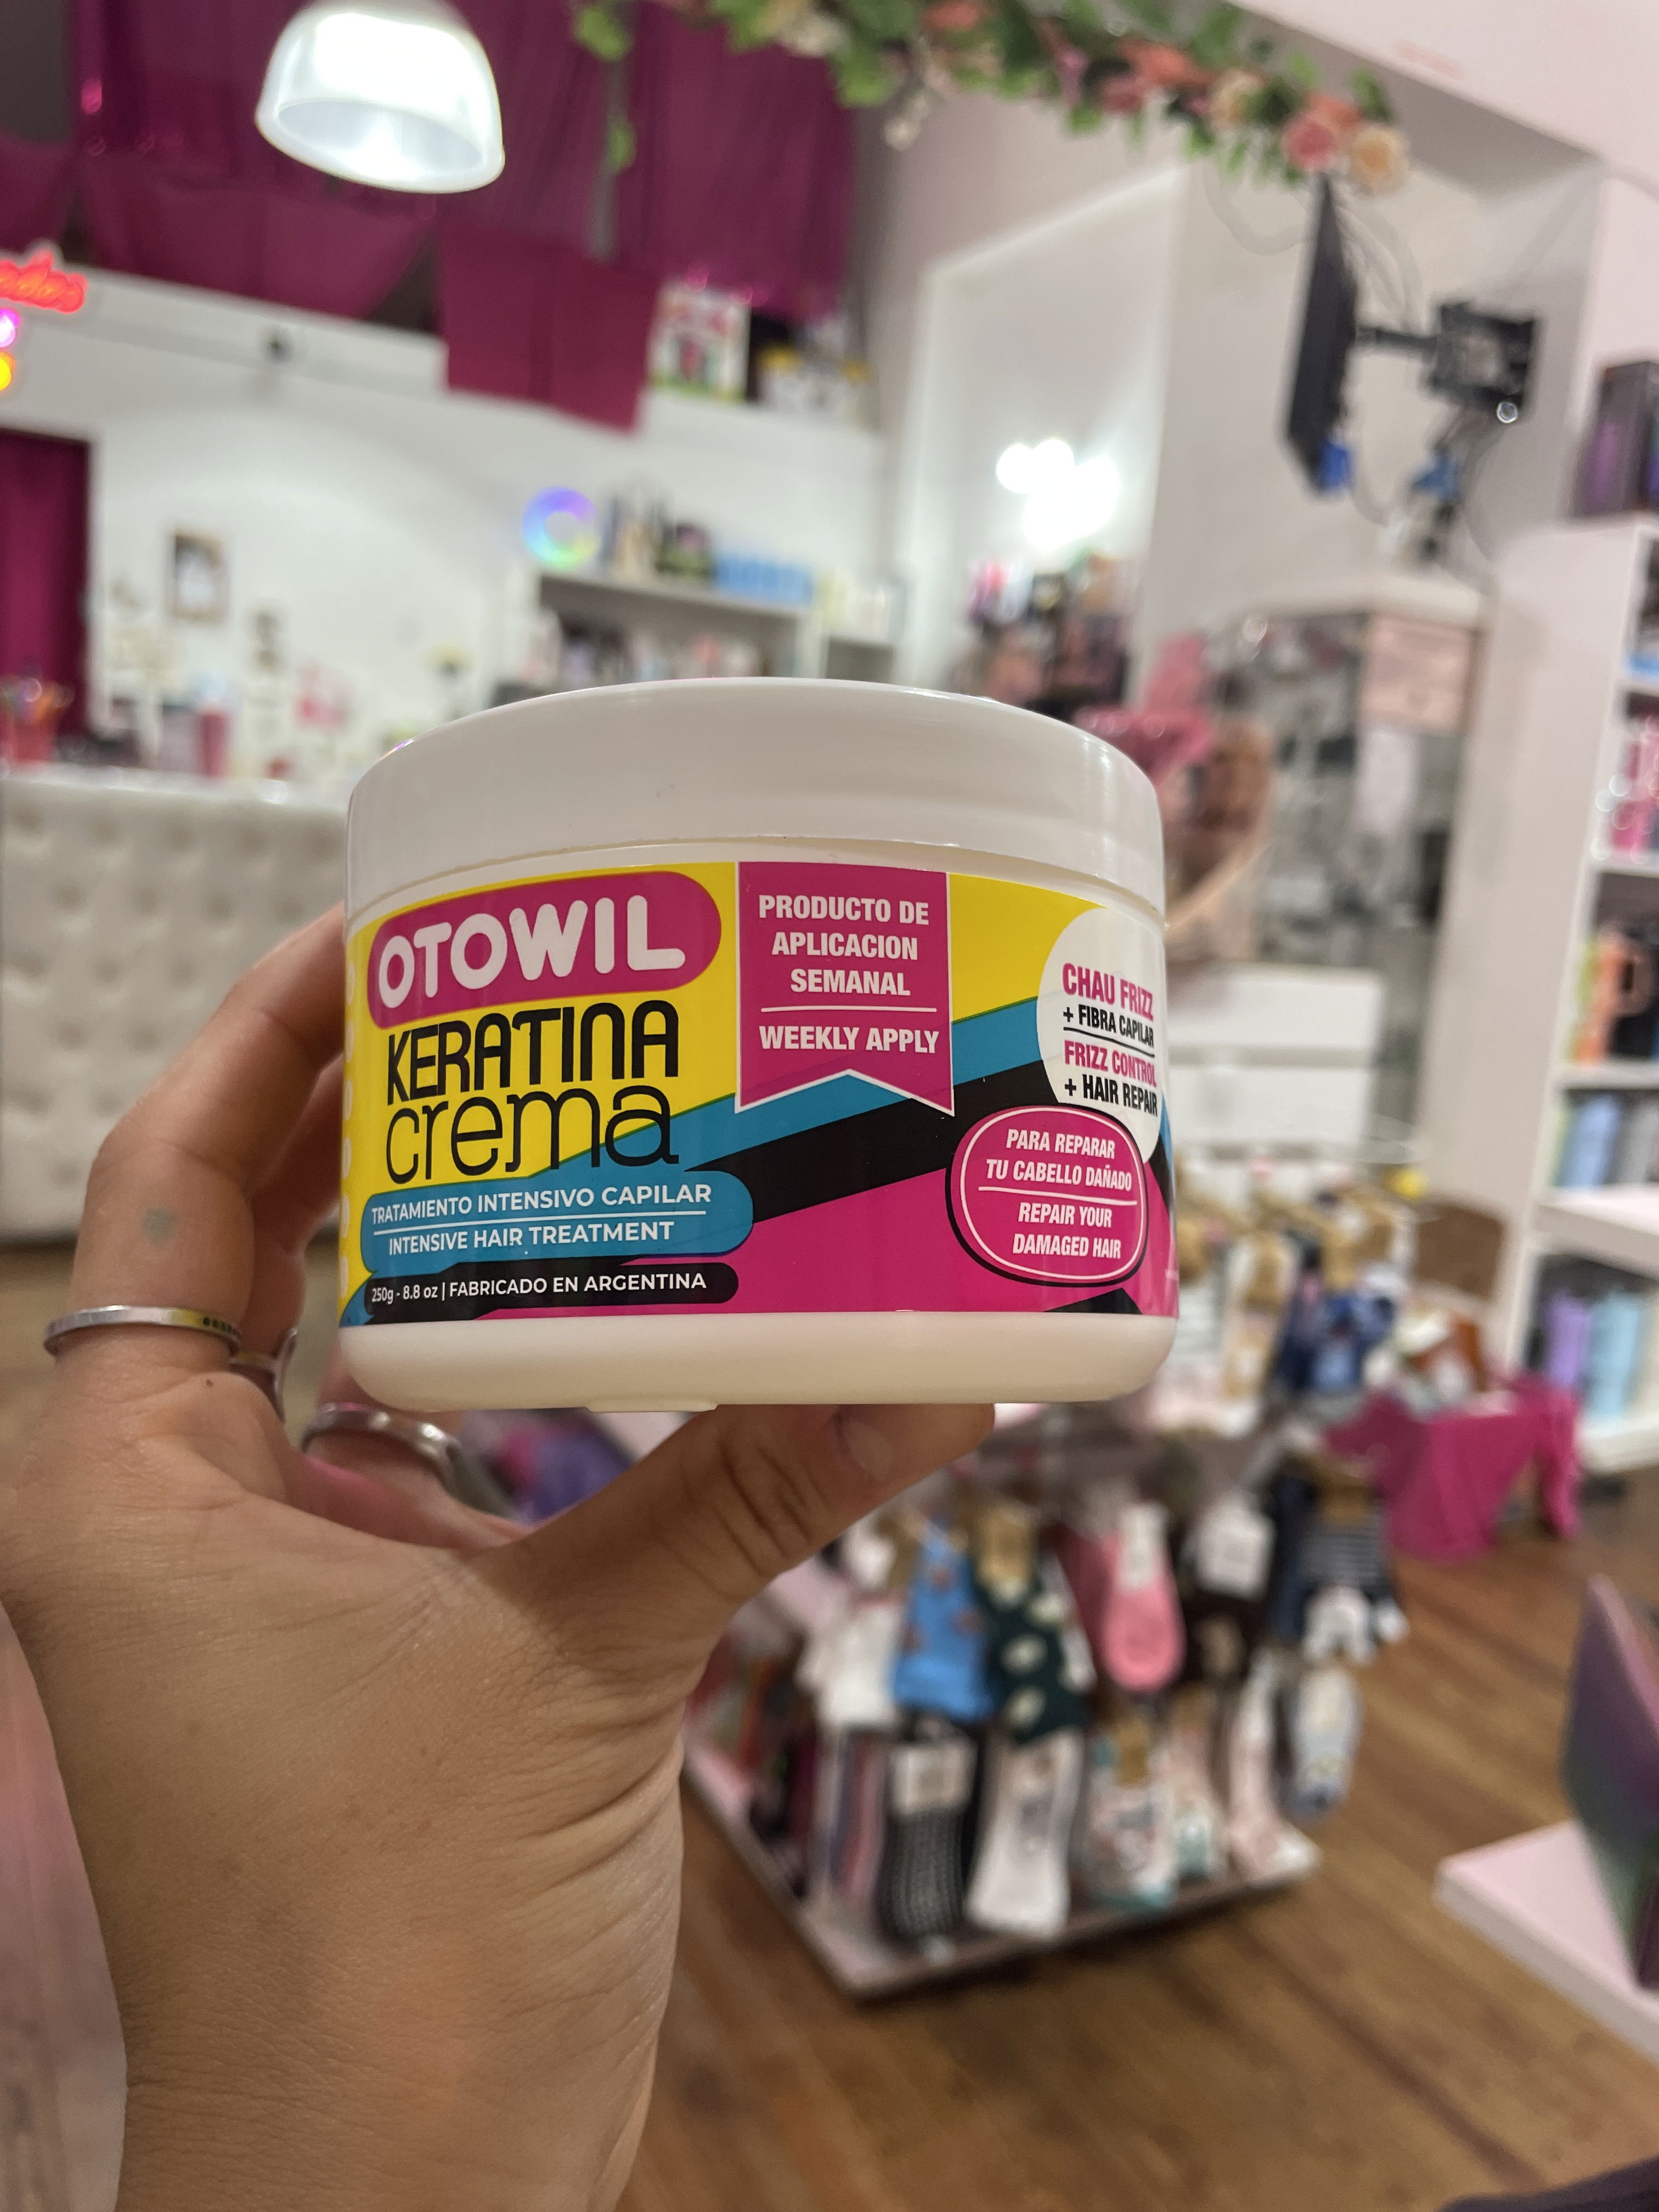 OTOWIL
KERATINA
crema
TRATAMIENTO INTENSIVO CAPILAR
INTENSIVE HAIR TREATMENT
250g - 8.8 oz | FABRICADO EN ARGENTINA
PRODUCTO DE
APLICACION
SEMANAL
WEEKLY APPLY
CHAU FRIZZ
+ FIBRA CAPILAR
FRIZZ CONTROL
+ HAIR REPAIR
PARA REPARAR
TU CABELLO DAÑADO
REPAIR YOUR
DAMAGED HAIR